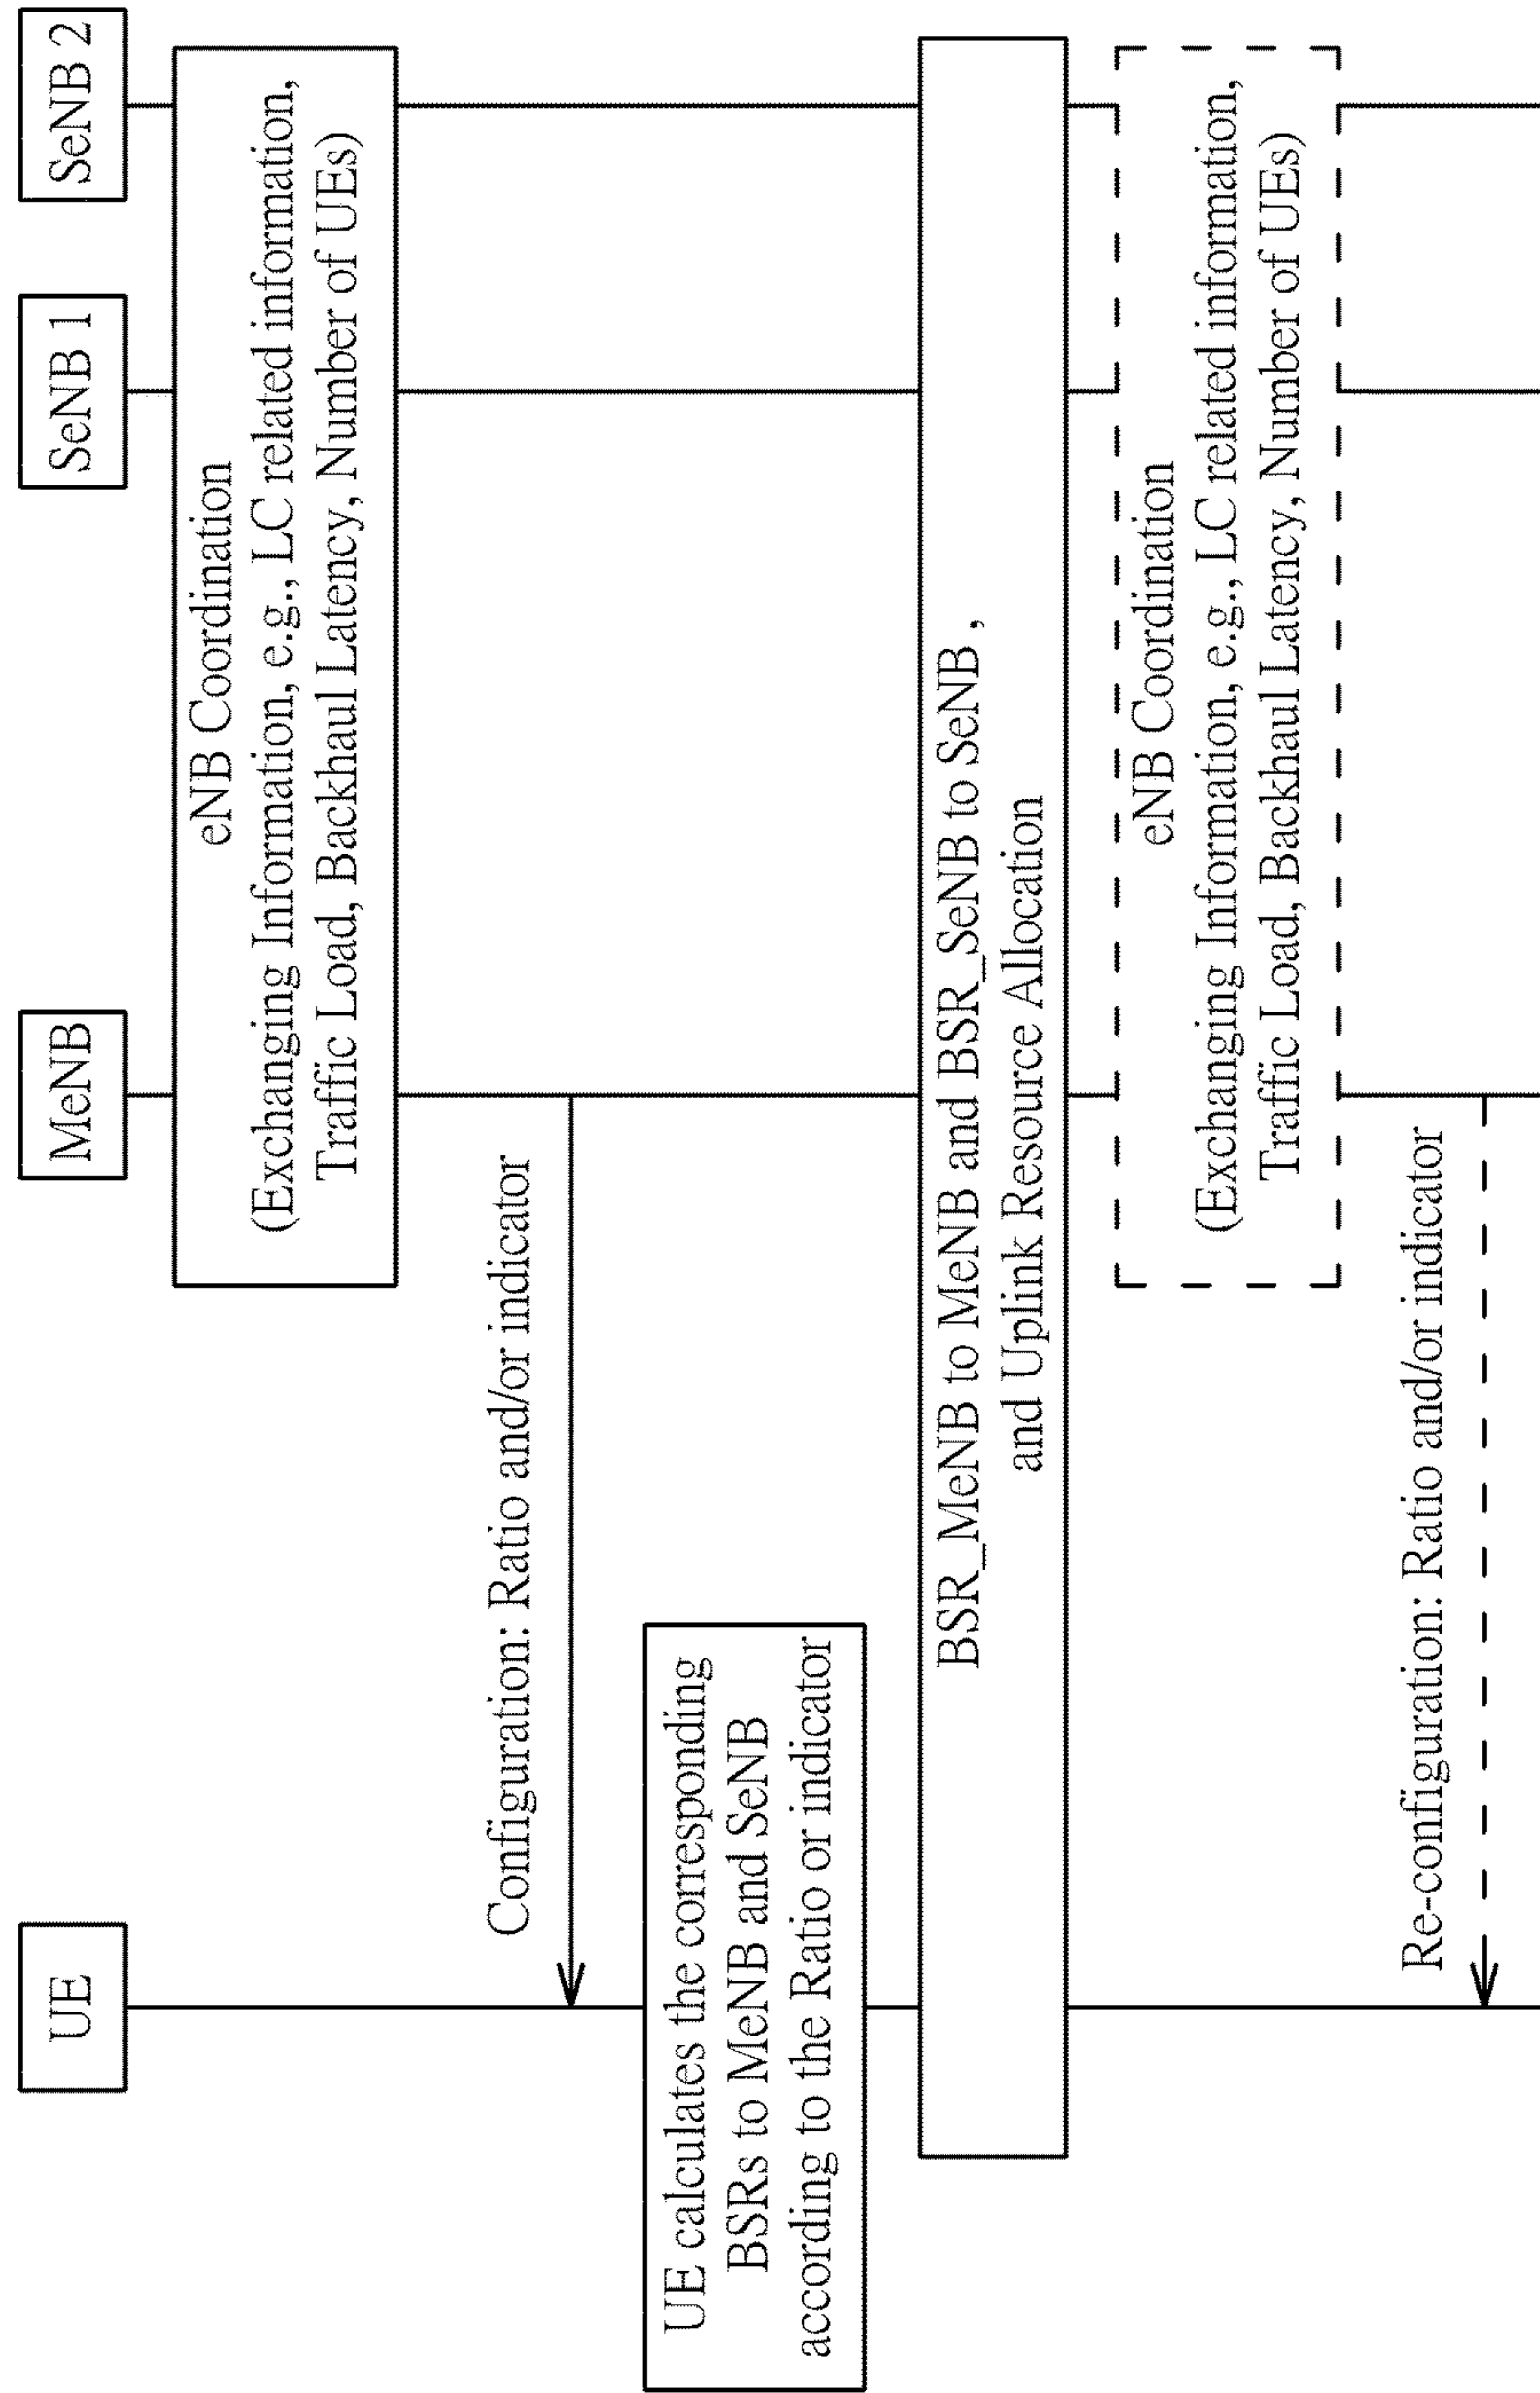 UE
MeNB
SeNB 1
SeNB 2
eNB Coordination
(Exchanging Information, e.g., LC related information,
Traffic Load, Backhaul Latency, Number of UEs)
Configuration: Ratio and/or indicator
UE calculates the corresponding
BSRs to MeNB and SeNB
according to the Ratio or indicator
BSR_MeNB to MeNB and BSR_SeNB to SeNB ,
and Uplink Resource Allocation
eNB Coordination
(Exchanging Information, e.g., LC related information,
Traffic Load, Backhaul Latency, Number of UEs)
Re-configuration: Ratio and/or indicator